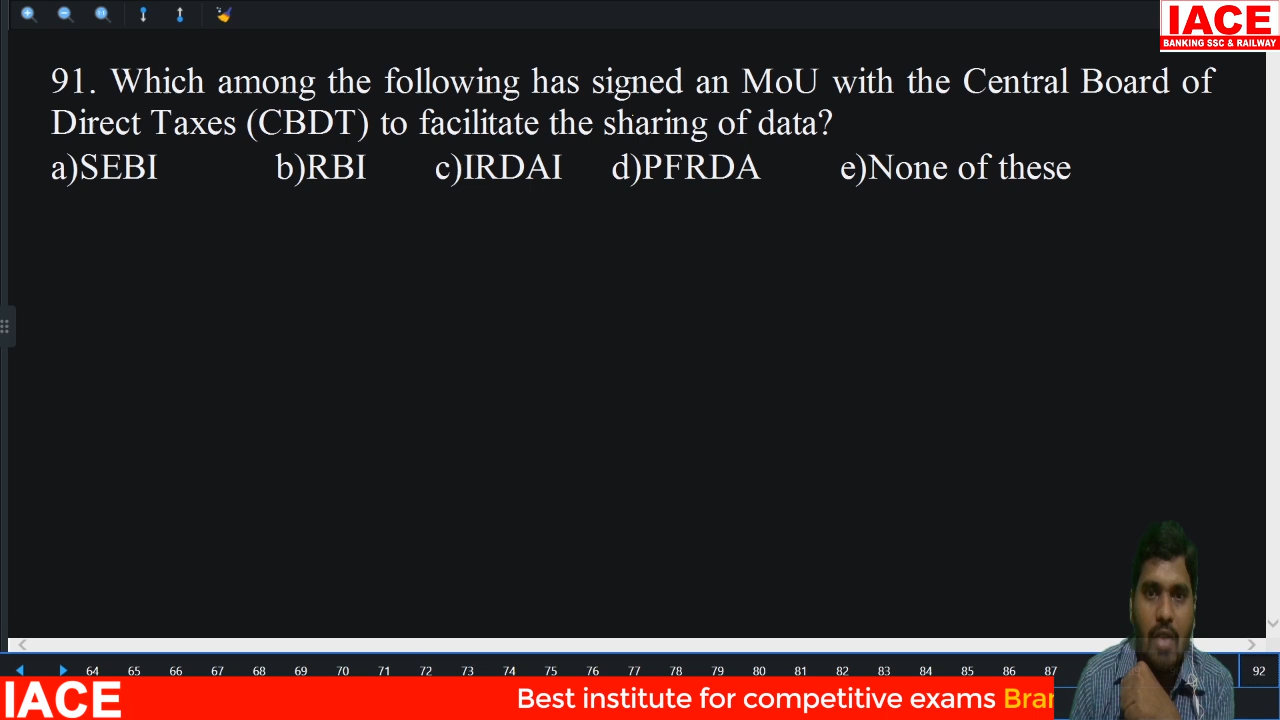 IACE
BANKING SSC & RAILWAY
91. Which among the following has signed an MoU with the Central Board of
Direct Taxes (CBDT) to facilitate the sharing of data?
a)SEBI b)RBI c)IRDAI d)PFRDA e)None of these
64 65 66 67 68 69 70 71 72 73 74 75 76 77 78 79 80 81 82 83 84 85 86 87 92
IACE
Best institute for competitive exams Bran